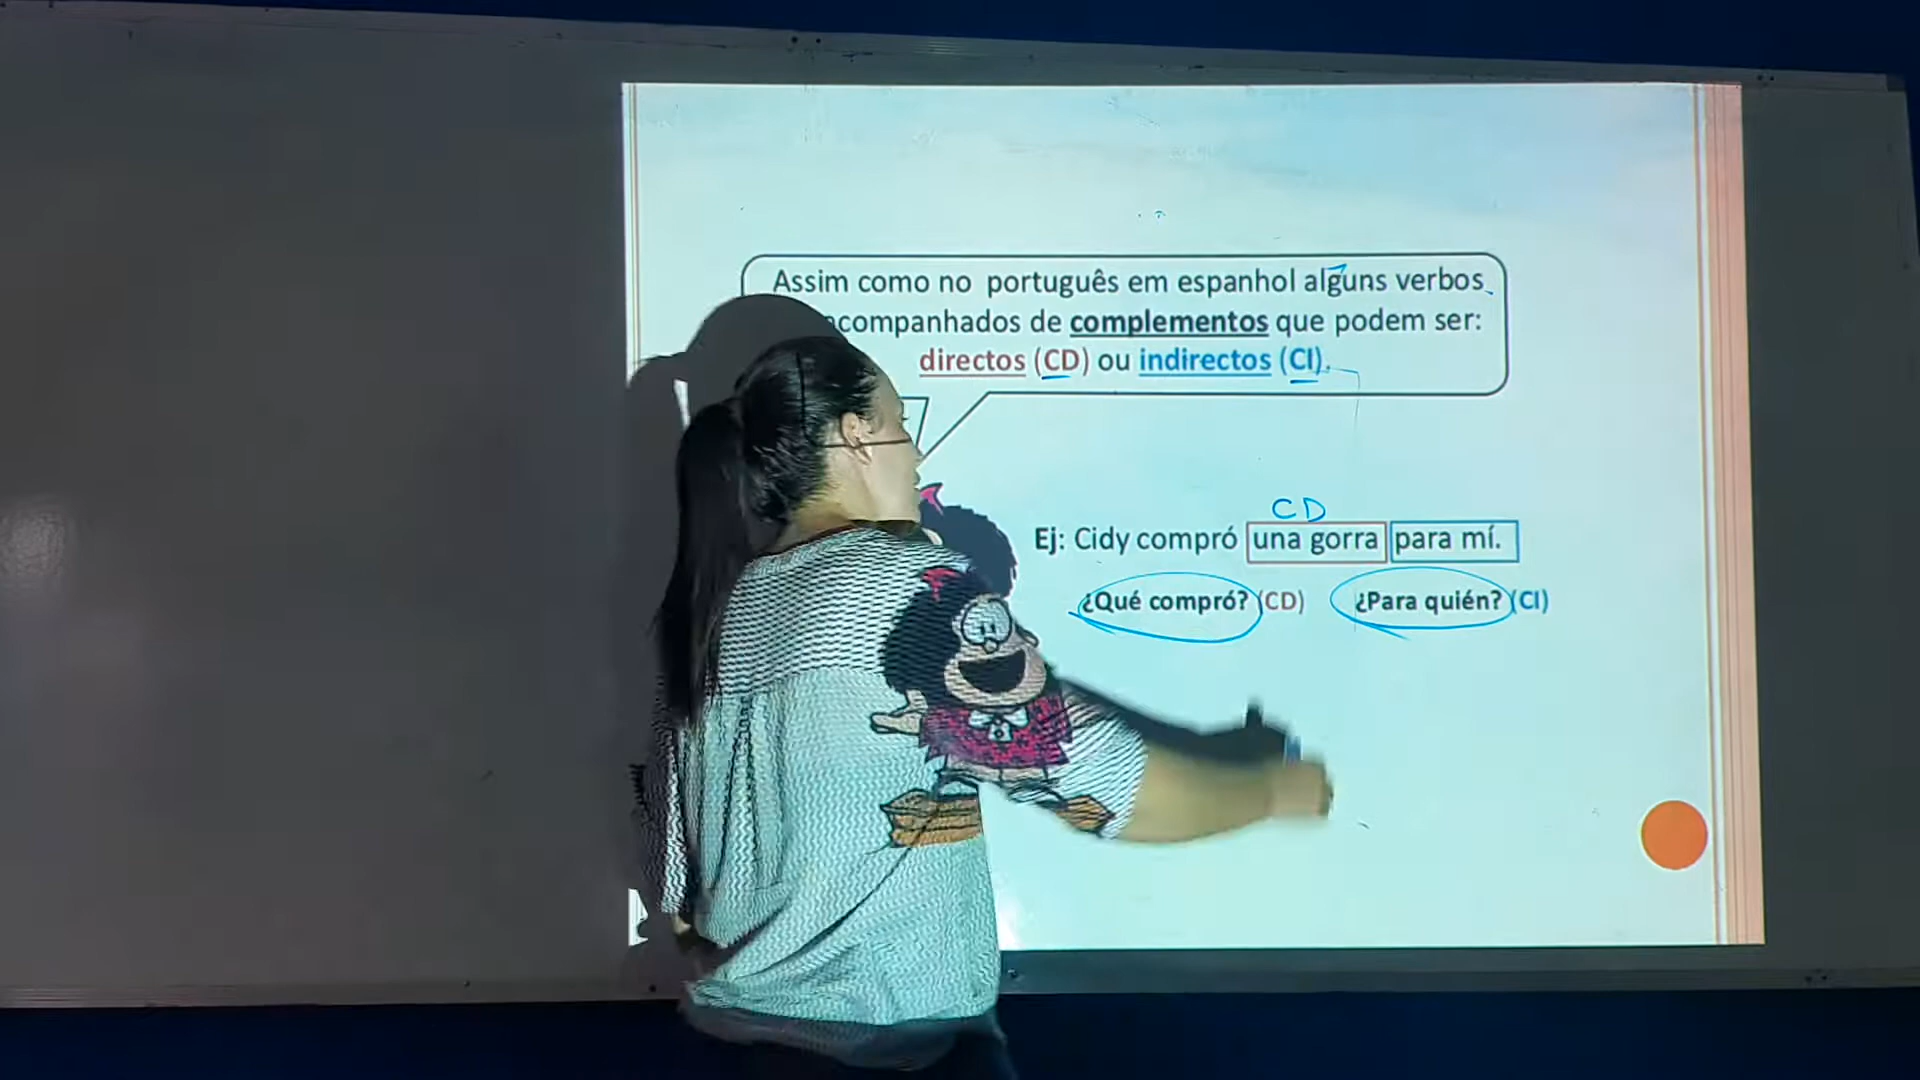 Assim como no português em espanhol alguns verbos
acompanhados de complementos que podem ser:
directos (CD) ou indirectos (CI).
CD
Ej: Cidy compró una gorra para mí.
¿Qué compró? (CD) ¿Para quién? (CI)